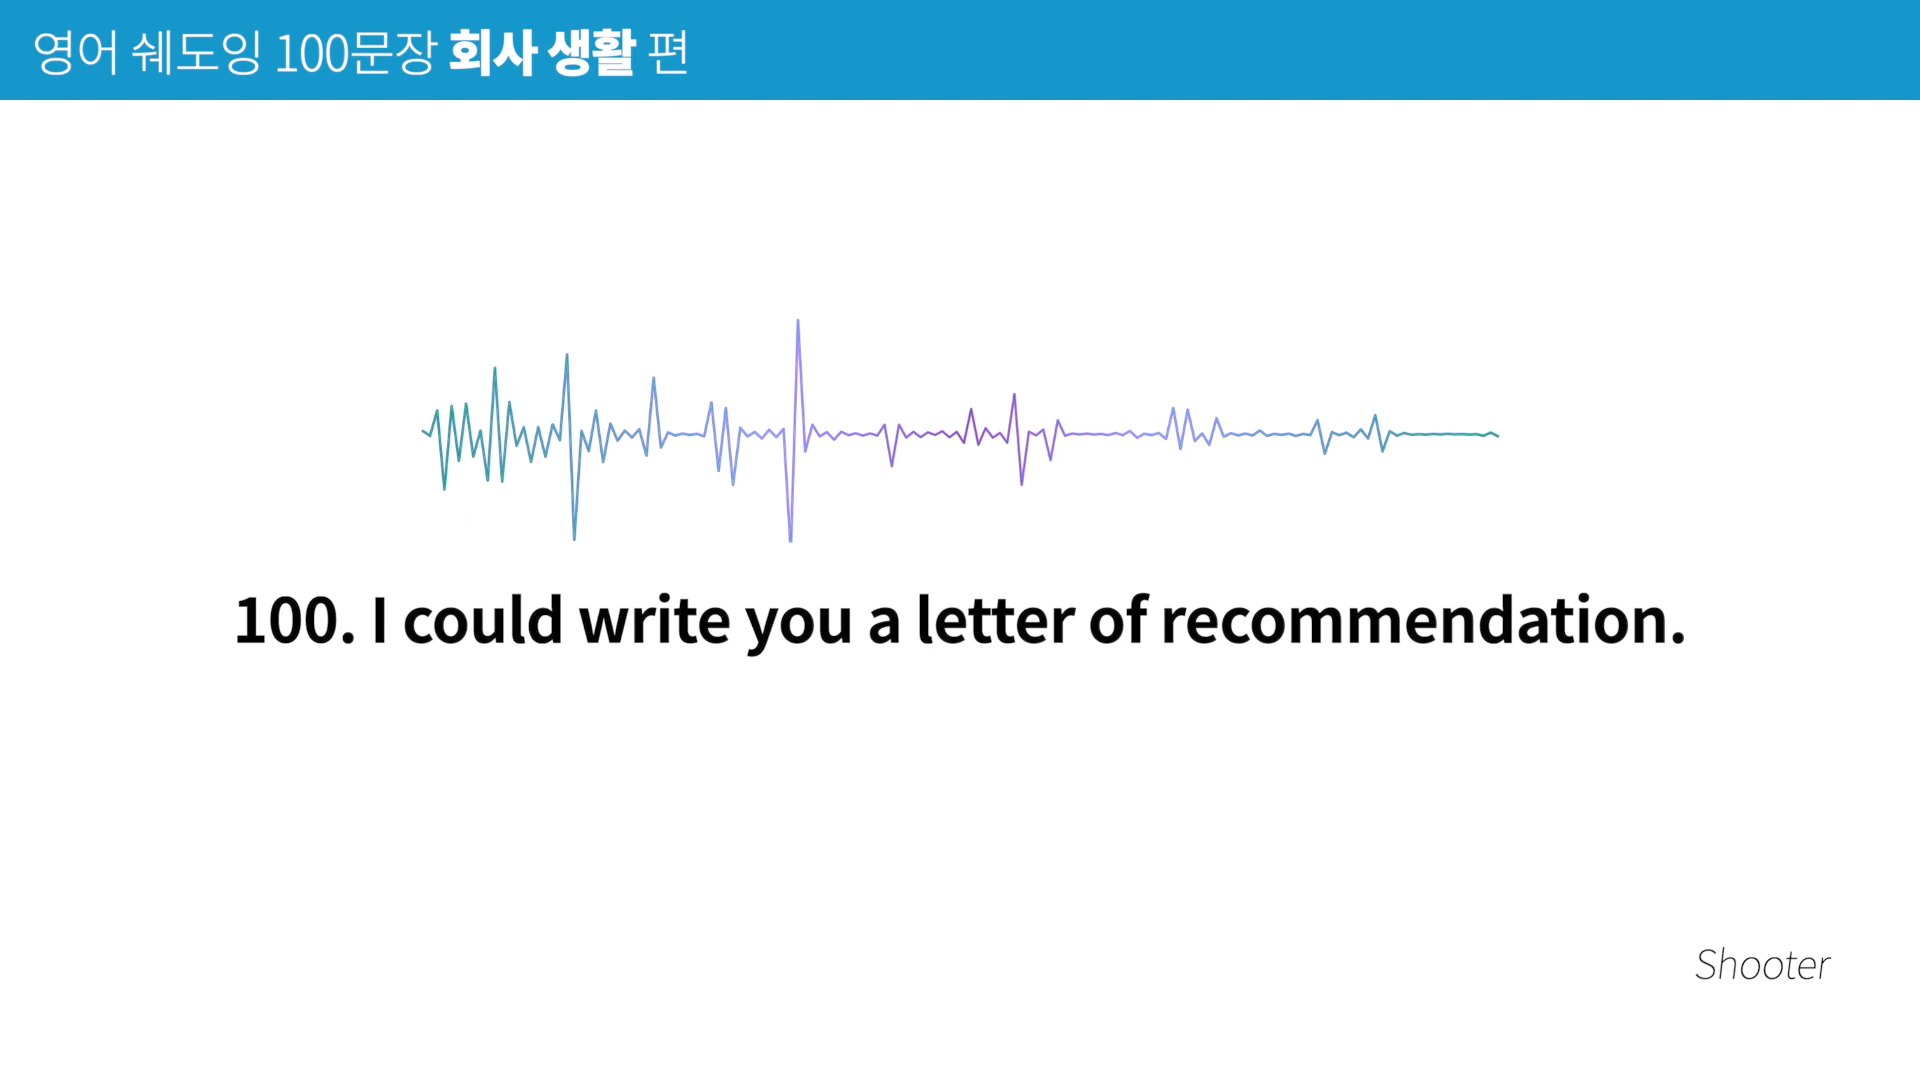 영어 쉐도잉 100문장 회사 생활 편
100. I could write you a letter of recommendation.
Shooter